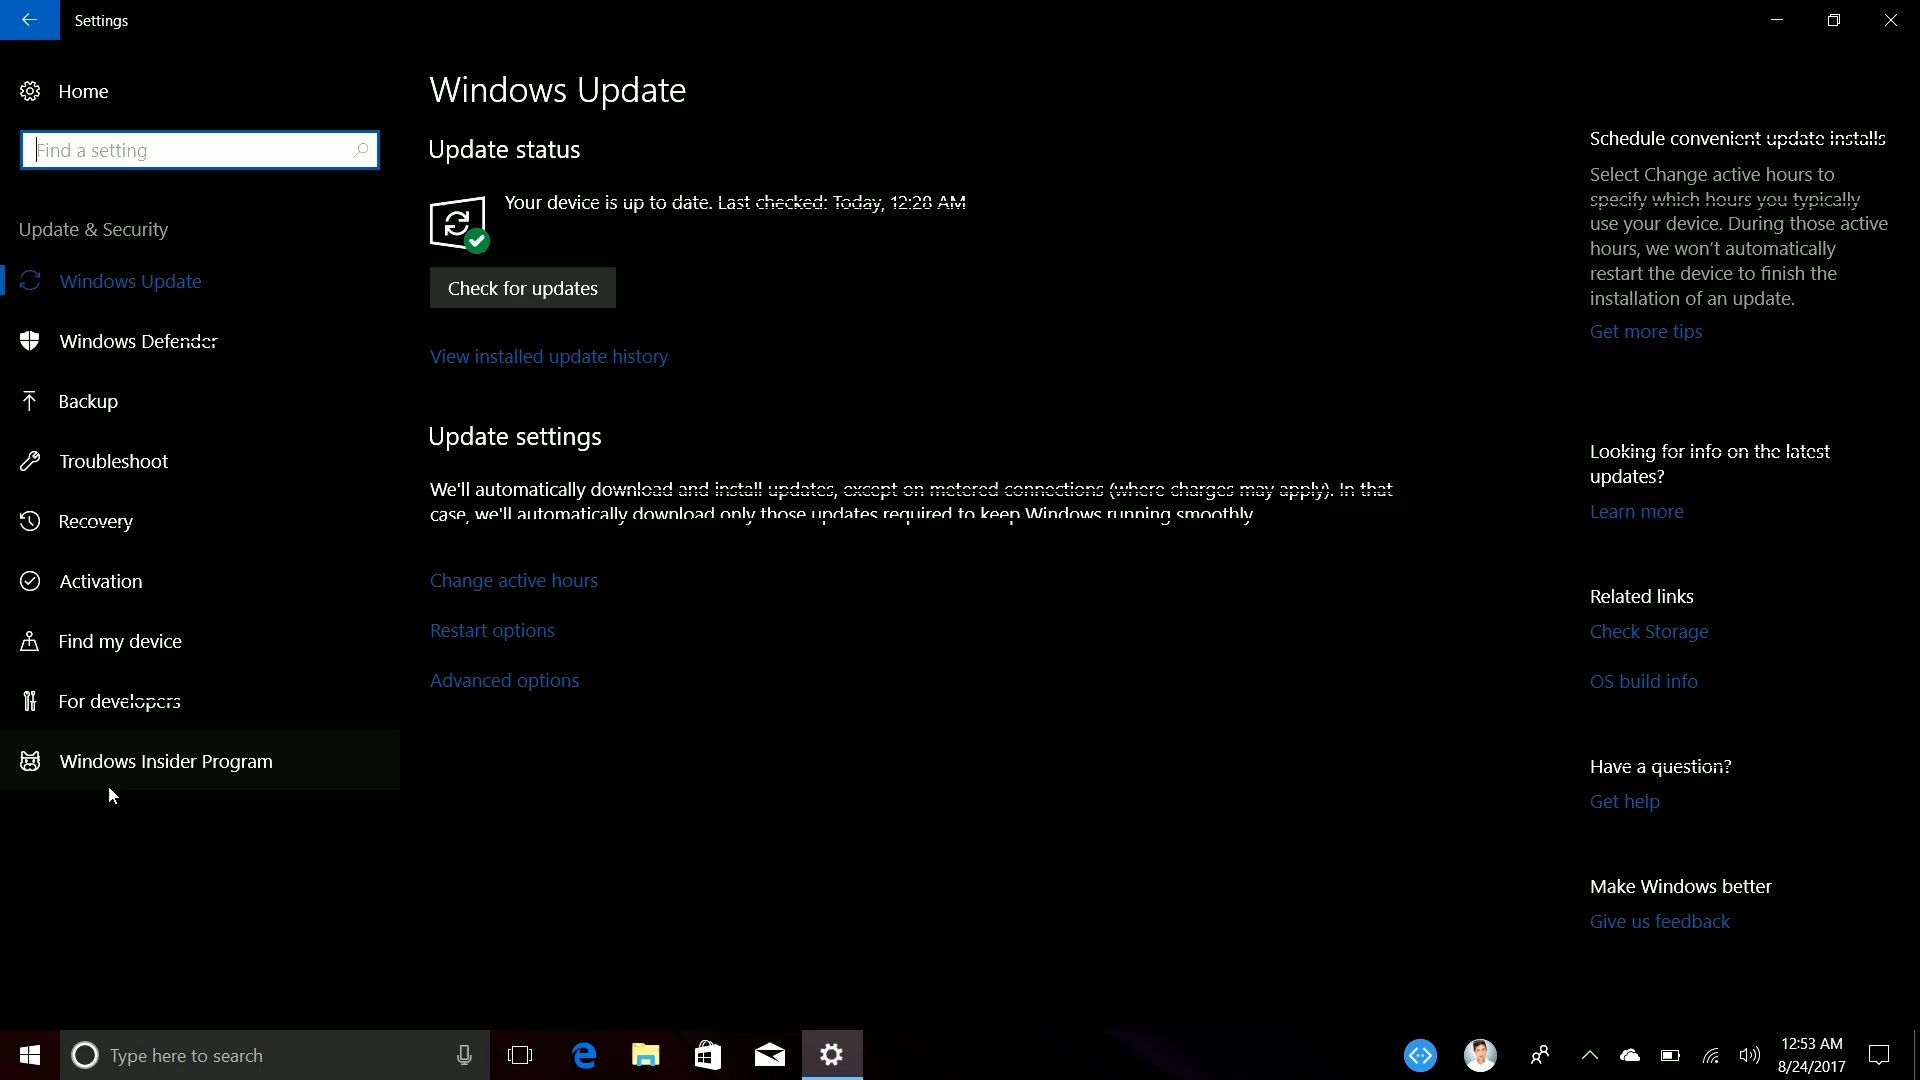 Settings
Home
Find a setting
Update & Security
Windows Update
Windows Defender
Backup
Troubleshoot
Recovery
Activation
Find my device
For developers
Windows Insider Program
Windows Update
Update status
Your device is up to date. Last checked: Today, 12:28 AM
Check for updates
View installed update history
Update settings
We'll automatically download and install updates, except on metered connections (where charges may apply). In that
case, we'll automatically download only those updates required to keep Windows running smoothly
Change active hours
Restart options
Advanced options
Schedule convenient update installs
Select Change active hours to
specify which hours you typically
use your device. During those active
hours, we won't automatically
restart the device to finish the
installation of an update.
Get more tips
Looking for info on the latest
updates?
Learn more
Related links
Check Storage
OS build info
Have a question?
Get help
Make Windows better
Give us feedback
Type here to search
12:53 AM
8/24/2017